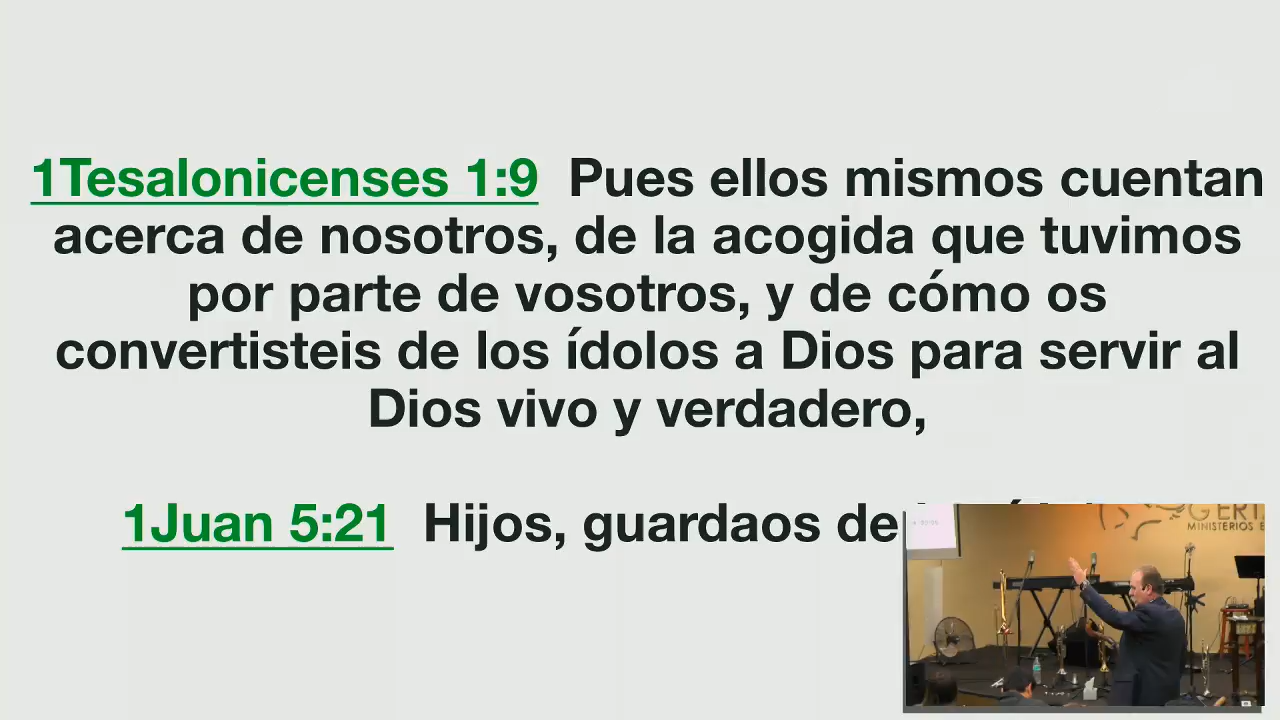 1Tesalonicenses 1:9 Pues ellos mismos cuentan
acerca de nosotros, de la acogida que tuvimos
por parte de vosotros, y de cómo os
convertisteis de los ídolos a Dios para servir al
Dios vivo y verdadero,
1Juan 5:21 Hijos, guardaos de
MINISTERIOS